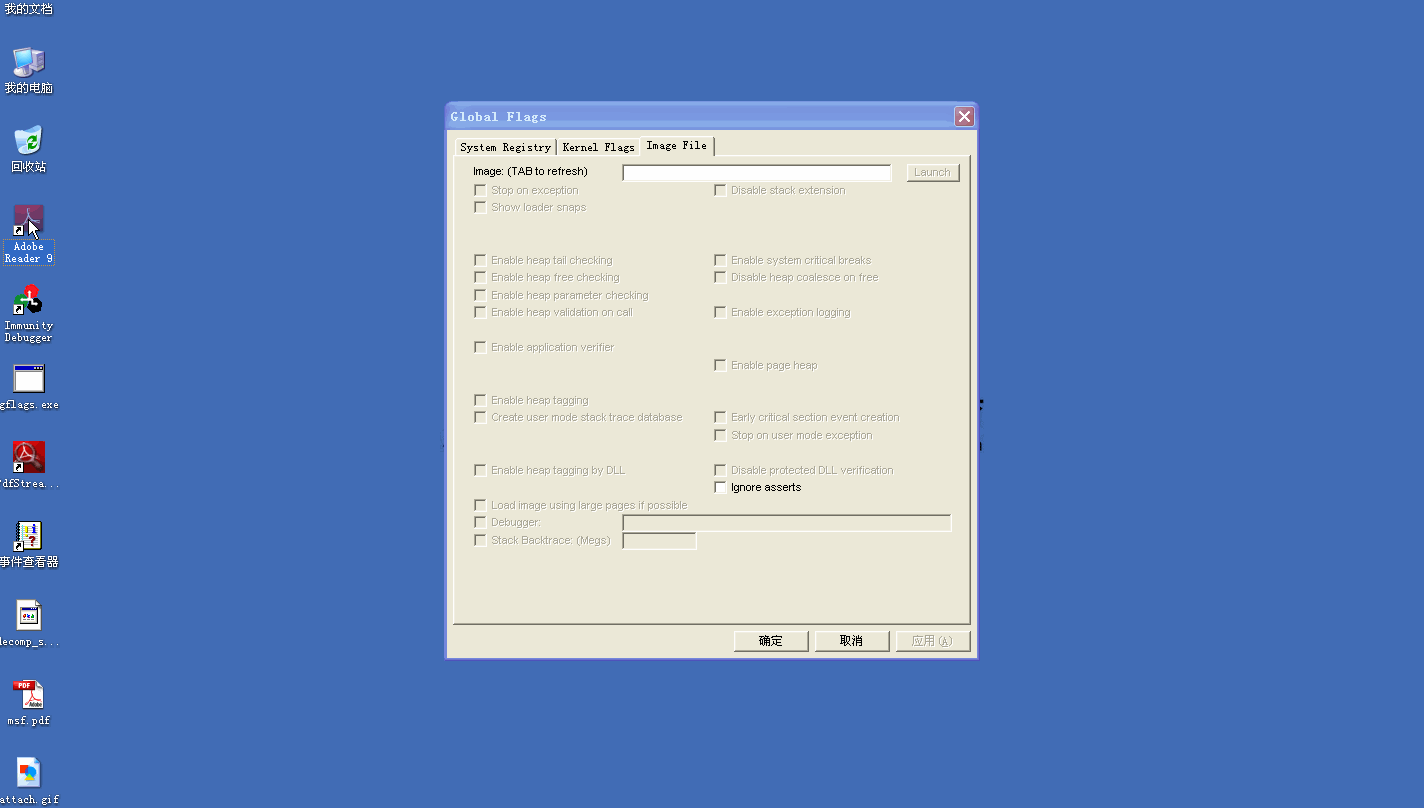 我的文档
我的电脑
回收站
Adobe
Reader 9
Immunity
Debugger
gflags.exe
PdfStrea...
事件查看器
decomp_s...
msf.pdf
attach.gif
Global Flags
System Registry
Kernel Flags
Image File
Image: (TAB to refresh)
Launch
Stop on exception
Disable stack extension
Show loader snaps
Enable heap tail checking
Enable system critical breaks
Enable heap free checking
Disable heap coalesce on free
Enable heap parameter checking
Enable heap validation on call
Enable exception logging
Enable application verifier
Enable page heap
Enable heap tagging
Create user mode stack trace database
Early critical section event creation
Stop on user mode exception
Enable heap tagging by DLL
Disable protected DLL verification
Ignore asserts
Load image using large pages if possible
Debugger:
Stack Backtrace: (Megs)
确定
取消
应用(A)